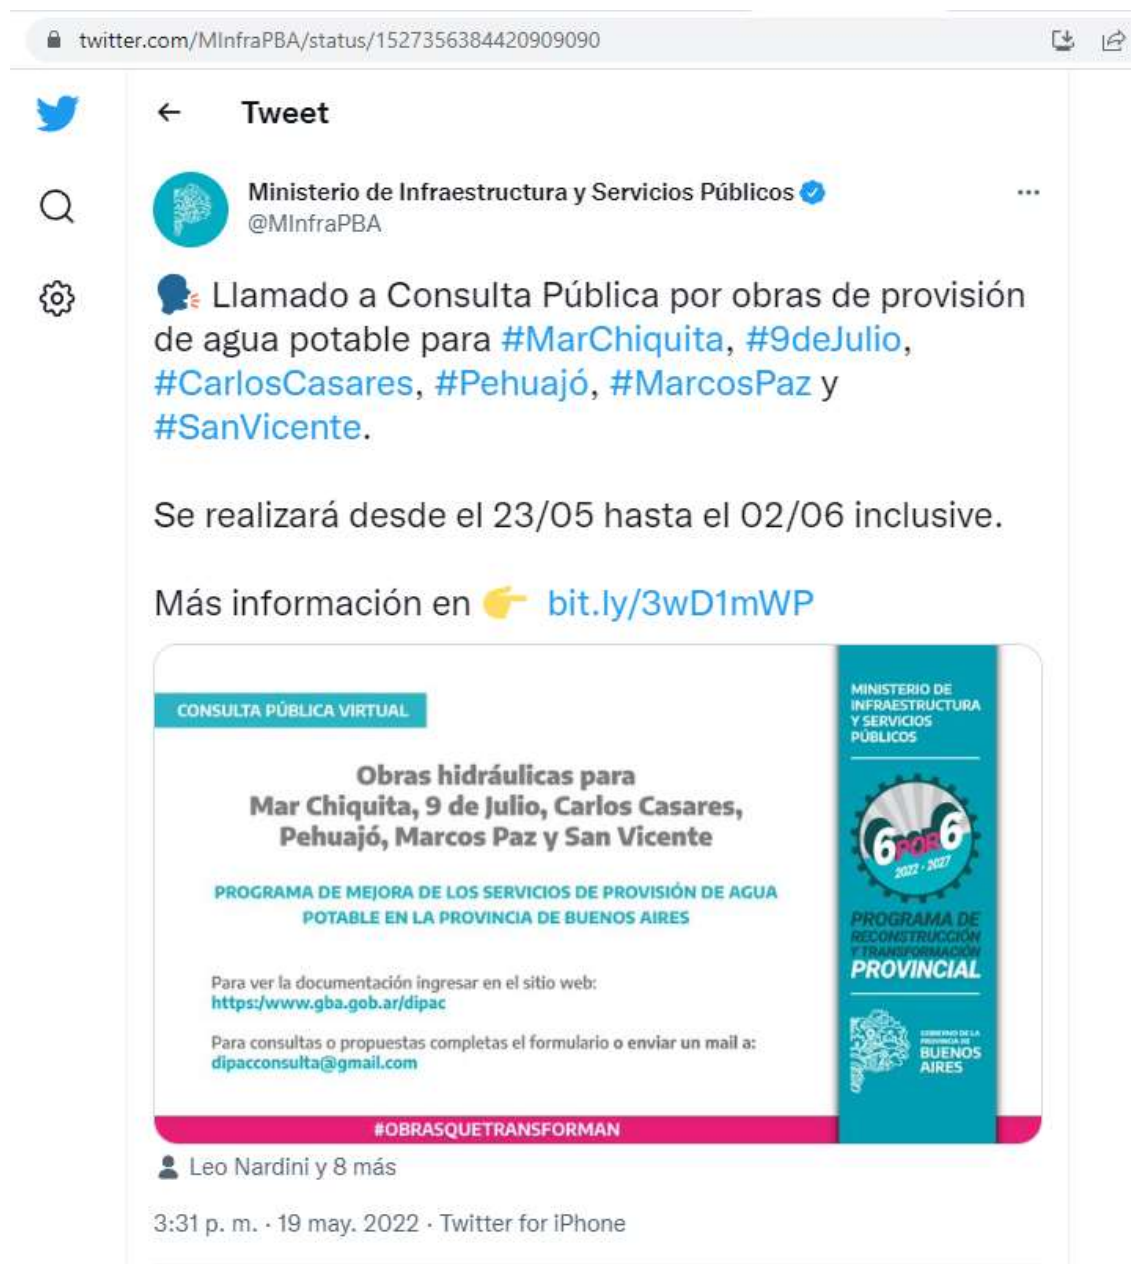 twitter.com/MInfraPBA/status/1527356384420909090
Tweet
Ministerio de Infraestructura y Servicios Públicos
@MInfraPBA
Llamado a Consulta Pública por obras de provisión
de agua potable para #MarChiquita, #9deJulio,
#CarlosCasares, #Pehuajó, #MarcosPaz y
#SanVicente.
Se realizará desde el 23/05 hasta el 02/06 inclusive.
Más información en 👉 bit.ly/3wD1mWP
CONSULTA PÚBLICA VIRTUAL
Obras hidráulicas para
Mar Chiquita, 9 de Julio, Carlos Casares,
Pehuajó, Marcos Paz y San Vicente
PROGRAMA DE MEJORA DE LOS SERVICIOS DE PROVISIÓN DE AGUA
POTABLE EN LA PROVINCIA DE BUENOS AIRES
Para ver la documentación ingresar en el sitio web:
https:/www.gba.gob.ar/dipac
Para consultas o propuestas completas el formulario o enviar un mail a:
dipacconsulta@gmail.com
#OBRASQUETRANSFORMAN
MINISTERIO DE
INFRAESTRUCTURA
Y SERVICIOS
PÚBLICOS
6 POR 6
2022 - 2027
PROGRAMA DE
RECONSTRUCCIÓN
Y TRANSFORMACIÓN
PROVINCIAL
GOBIERNO DE LA
PROVINCIA DE
BUENOS
AIRES
Leo Nardini y 8 más
3:31 p. m. · 19 may. 2022 · Twitter for iPhone